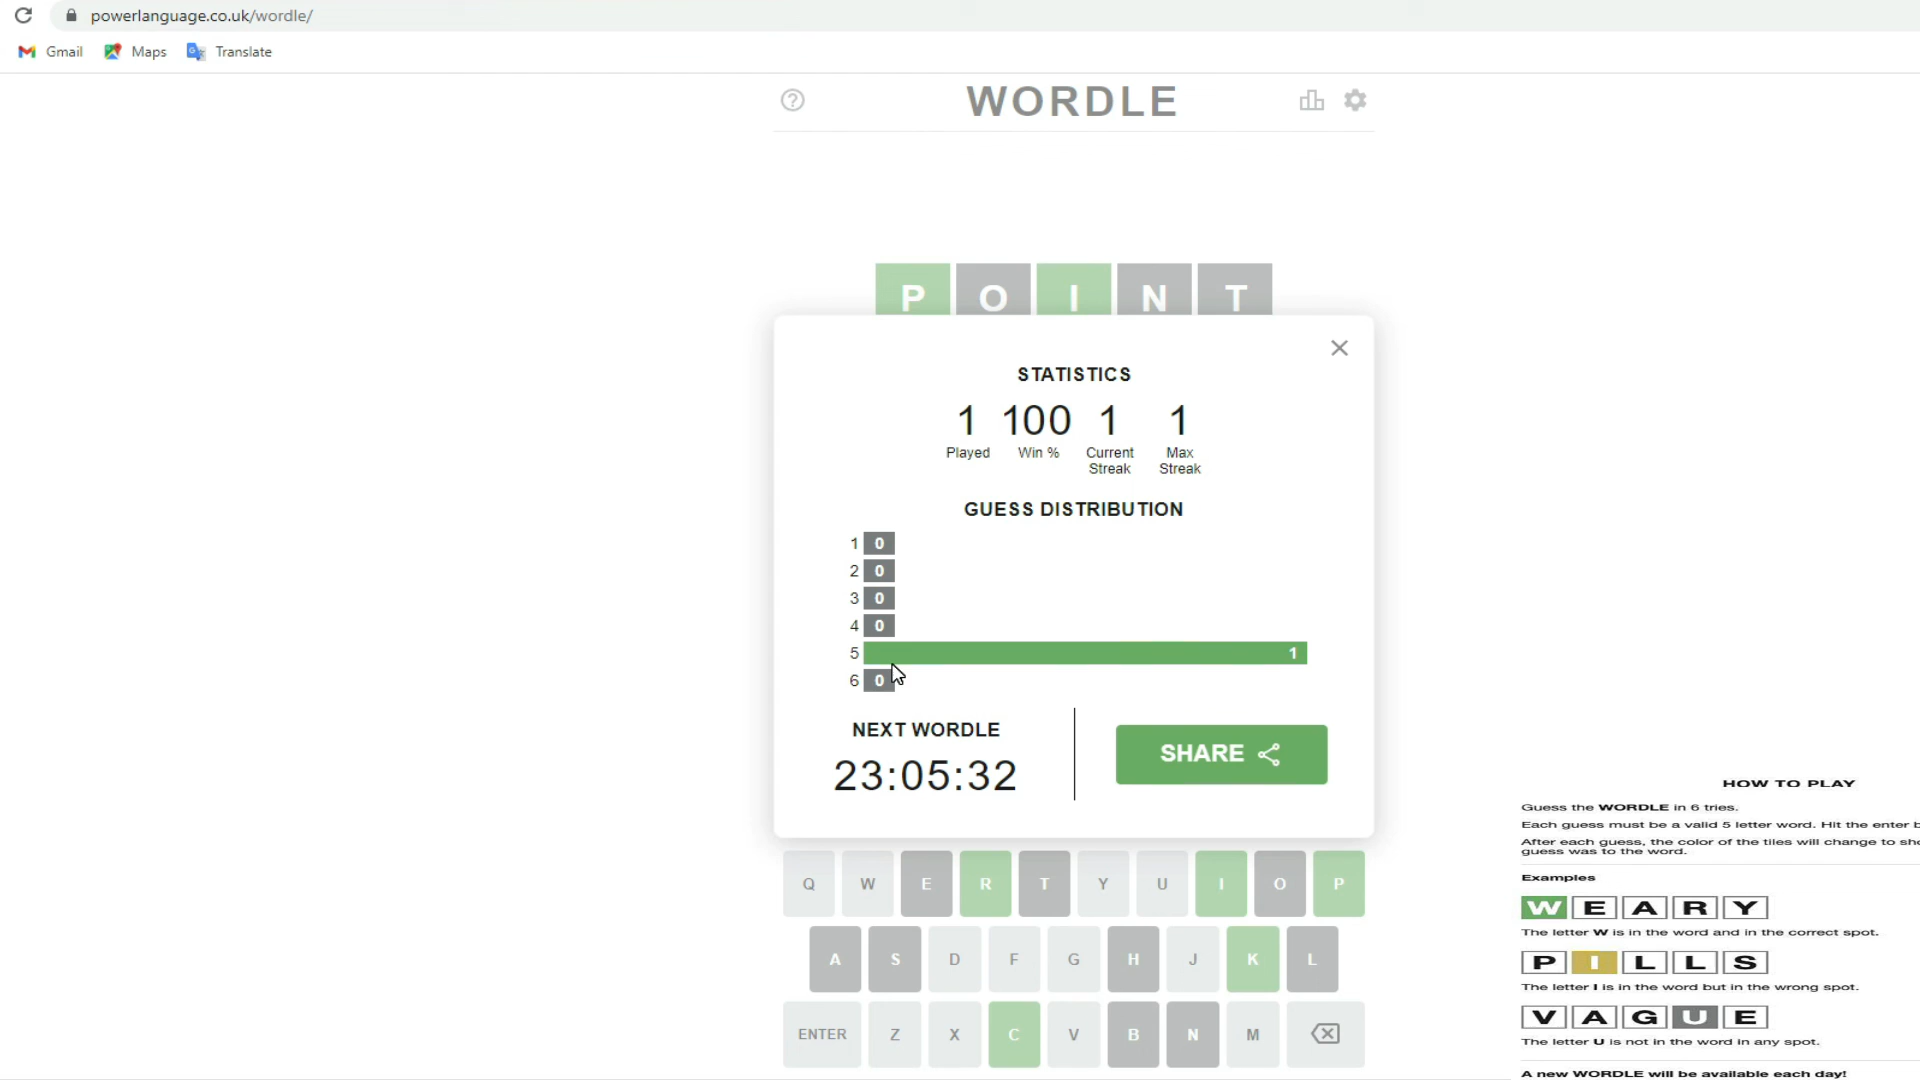 powerlanguage.co.uk/wordle/
Gmail Maps Translate
WORDLE
POINT
STATISTICS
1 100 1 1
Played Win % Current Streak Max Streak
GUESS DISTRIBUTION
1 0
2 0
3 0
4 0
5 1
6 0
NEXT WORDLE
23:05:32
SHARE
Q W E R T Y U I O P
A S D F G H J K L
ENTER Z X C V B N M
HOW TO PLAY
Guess the WORDLE in 6 tries.
Each guess must be a valid 5 letter word. Hit the enter
After each guess, the color of the tiles will change to
guess was to the word.
Examples
WEARY
The letter W is in the word and in the correct spot.
PILLS
The letter I is in the word but in the wrong spot.
VAGUE
The letter U is not in the word in any spot.
A new WORDLE will be available each day!